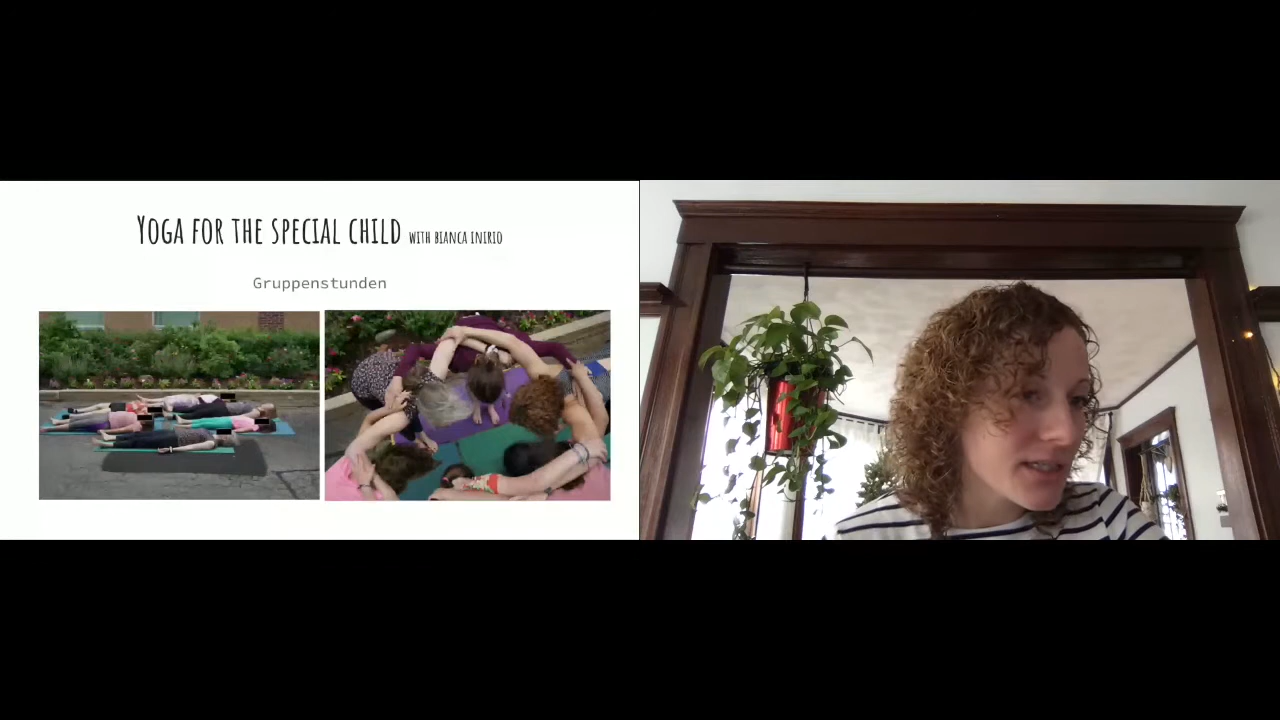 YOGA FOR THE SPECIAL CHILD WITH BIANCA INIRIO
Gruppenstunden